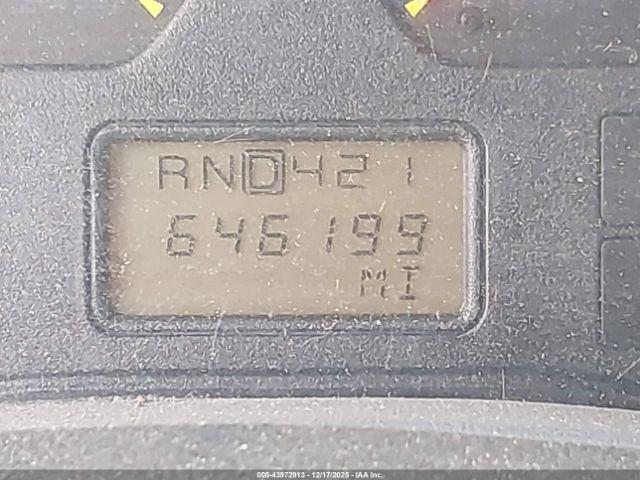 RND421
646199
MI
000-43972913 - 12/17/2025 - IAA Inc.